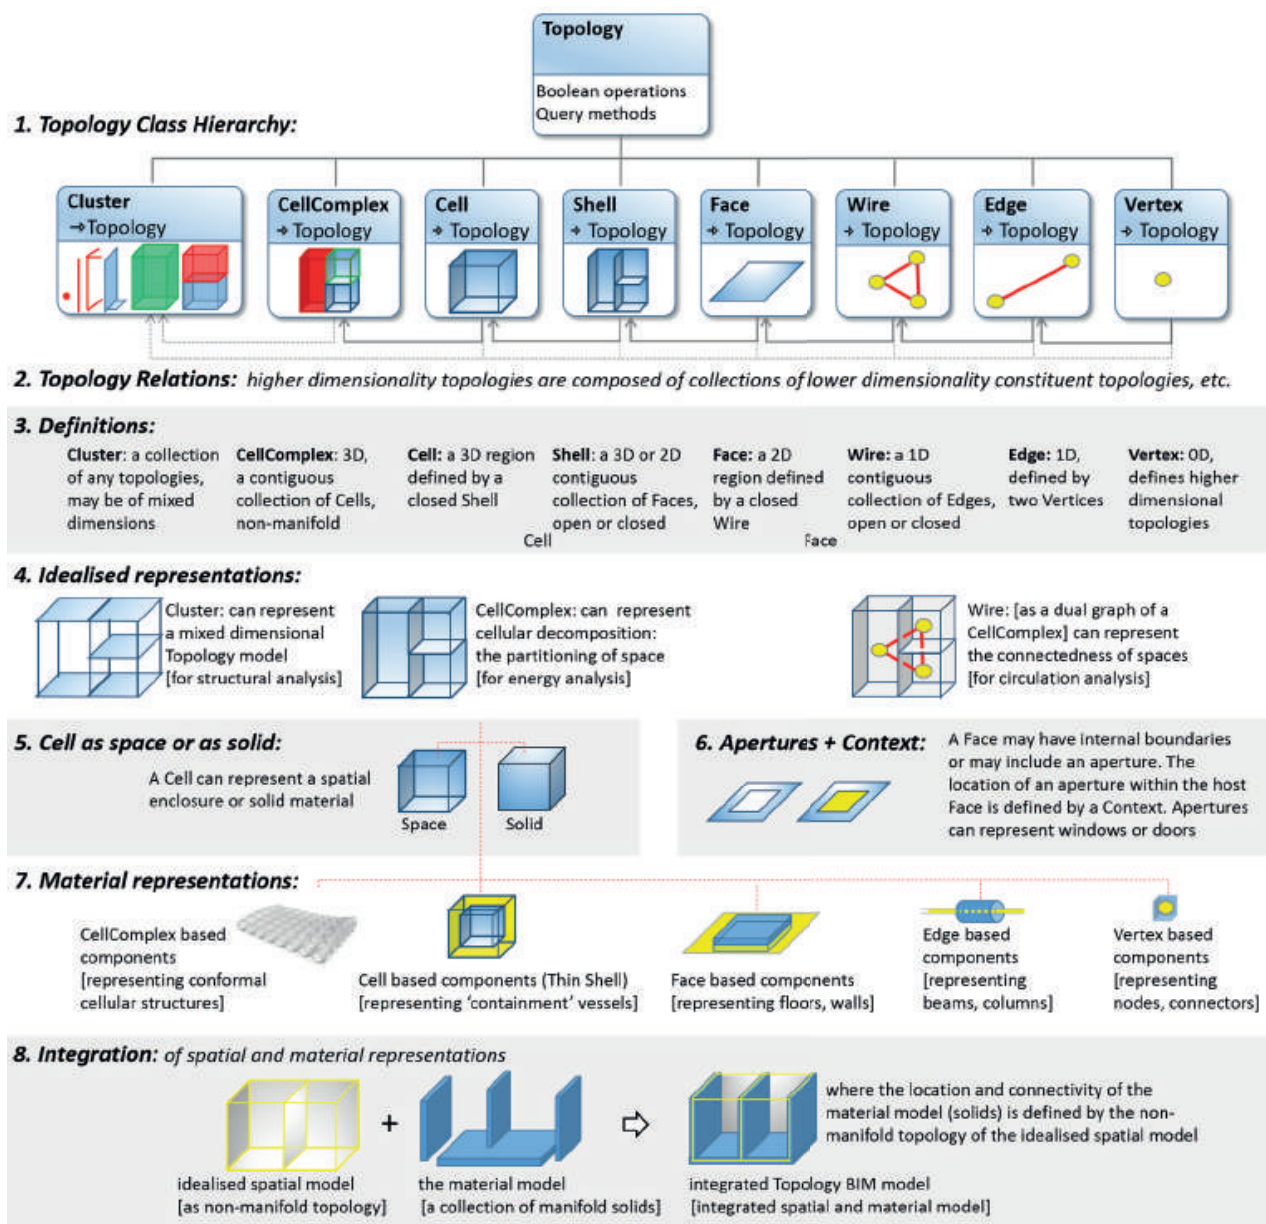 Topology
Boolean operations
Query methods
1. Topology Class Hierarchy:
Cluster
→Topology
CellComplex
→ Topology
Cell
→ Topology
Shell
→ Topology
Face
→ Topology
Wire
→ Topology
Edge
→ Topology
Vertex
→ Topology
2. Topology Relations: higher dimensionality topologies are composed of collections of lower dimensionality constituent topologies, etc.
3. Definitions:
Cluster: a collection
of any topologies,
may be of mixed
dimensions
CellComplex: 3D,
a contiguous
collection of Cells,
non-manifold
Cell: a 3D region
defined by a
closed Shell
Shell: a 3D or 2D
contiguous
collection of Faces,
open or closed
Face: a 2D
region defined
by a closed
Wire
Wire: a 1D
contiguous
collection of Edges,
open or closed
Edge: 1D,
defined by
two Vertices
Vertex: 0D,
defines higher
dimensional
topologies
Cell
Face
4. Idealised representations:
Cluster: can represent
a mixed dimensional
Topology model
[for structural analysis]
CellComplex: can represent
cellular decomposition:
the partitioning of space
[for energy analysis]
Wire: [as a dual graph of a
CellComplex] can represent
the connectedness of spaces
[for circulation analysis]
5. Cell as space or as solid:
A Cell can represent a spatial
enclosure or solid material
Space
Solid
6. Apertures + Context:
A Face may have internal boundaries
or may include an aperture. The
location of an aperture within the host
Face is defined by a Context. Apertures
can represent windows or doors
7. Material representations:
CellComplex based
components
[representing conformal
cellular structures]
Cell based components (Thin Shell)
[representing 'containment' vessels]
Face based components
[representing floors, walls]
Edge based
components
[representing
beams, columns]
Vertex based
components
[representing
nodes, connectors]
8. Integration: of spatial and material representations
+
idealised spatial model
[as non-manifold topology]
the material model
[a collection of manifold solids]
integrated Topology BIM model
[integrated spatial and material model]
where the location and connectivity of the
material model (solids) is defined by the non-
manifold topology of the idealised spatial model